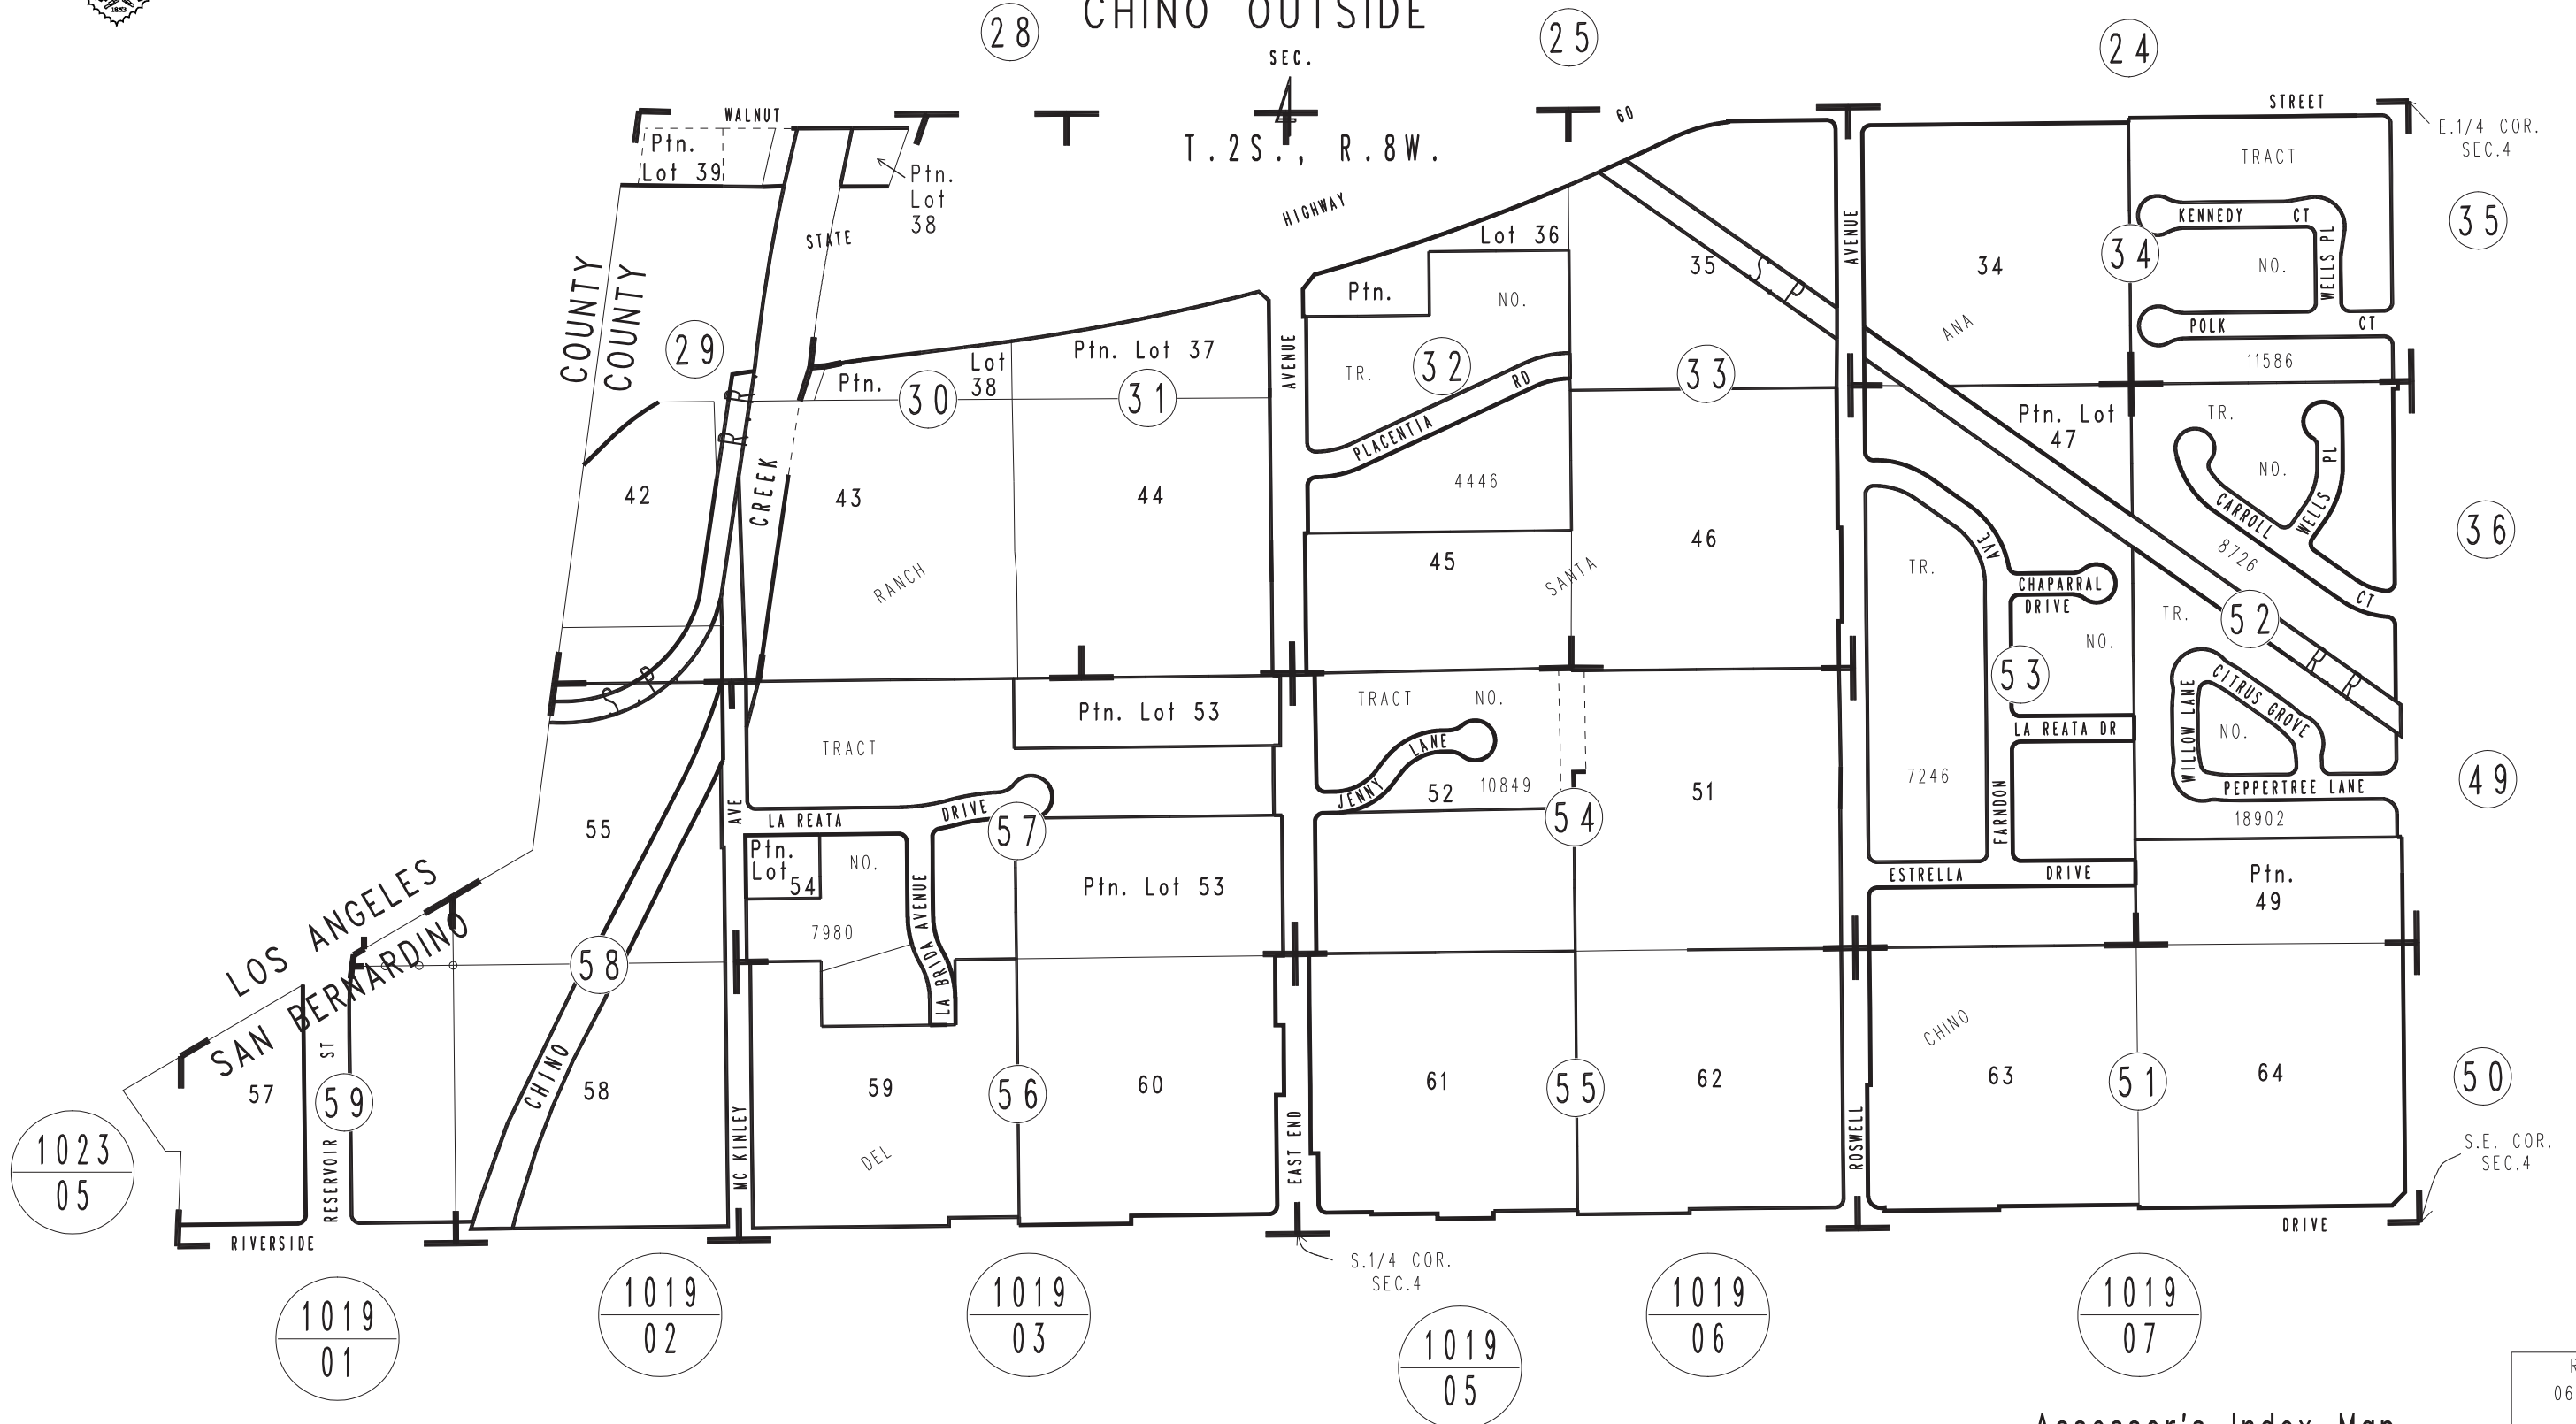 CHINO OUTSIDE
28
25
24
SEC.
4
T.2S., R.8W.
WALNUT
STREET
60
E.1/4 COR.
SEC.4
Ptn.
Lot 39
Ptn.
Lot
38
STATE
HIGHWAY
AVENUE
TRACT
KENNEDY CT
WELLS PL
NO.
POLK CT
11586
35
34
34
ANA
Lot 36
35
S. P.
Ptn.
NO.
TR.
32
PLACENTIA RD
33
4446
AVENUE
COUNTY
COUNTY
29
R. R.
Ptn.
Lot
38
30
Ptn. Lot 37
31
42
CREEK
43
44
RANCH
45
46
SANTA
Ptn. Lot
47
TR.
NO.
CARROLL CT
WELLS PL
8726
36
TR.
AVE
CHAPARRAL
DRIVE
NO.
53
TR.
52
R. R.
CITRUS GROVE
WILLOW LANE
NO.
LA REATA DR
7246
FARNDON
PEPPERTREE LANE
18902
49
ESTRELLA DRIVE
Ptn.
49
S. P.
55
AVE
TRACT
Ptn. Lot 53
LA REATA DRIVE
57
Ptn.
Lot
54
NO.
7980
LA BRIDA AVENUE
Ptn. Lot 53
TRACT NO.
JENNY LANE
52
10849
54
51
LOS ANGELES
SAN BERNARDINO
58
57
ST
59
RESERVOIR
CHINO
58
MC KINLEY
59
DEL
56
60
EAST END
61
55
62
ROSWELL
CHINO
63
51
64
50
S.E. COR.
SEC.4
1023
05
RIVERSIDE
DRIVE
S.1/4 COR.
SEC.4
1019
01
1019
02
1019
03
1019
05
1019
06
1019
07
R
06
Assessor's Index Map